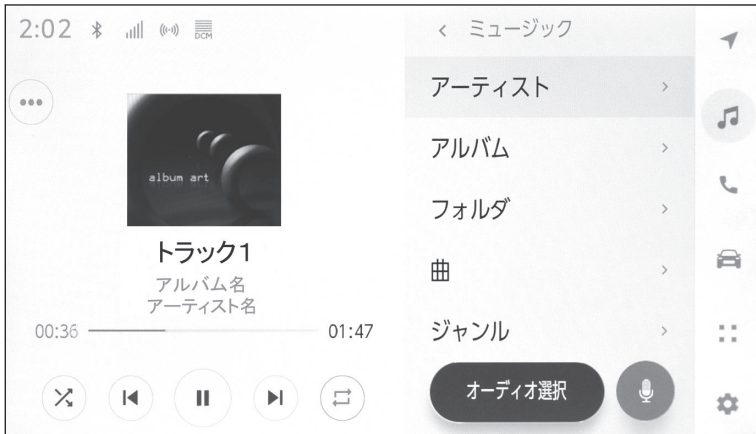 2:02
DCM
album art
トラック1
アルバム名
アーティスト名
00:36
01:47
ミュージック
アーティスト
アルバム
フォルダ
曲
ジャンル
オーディオ選択